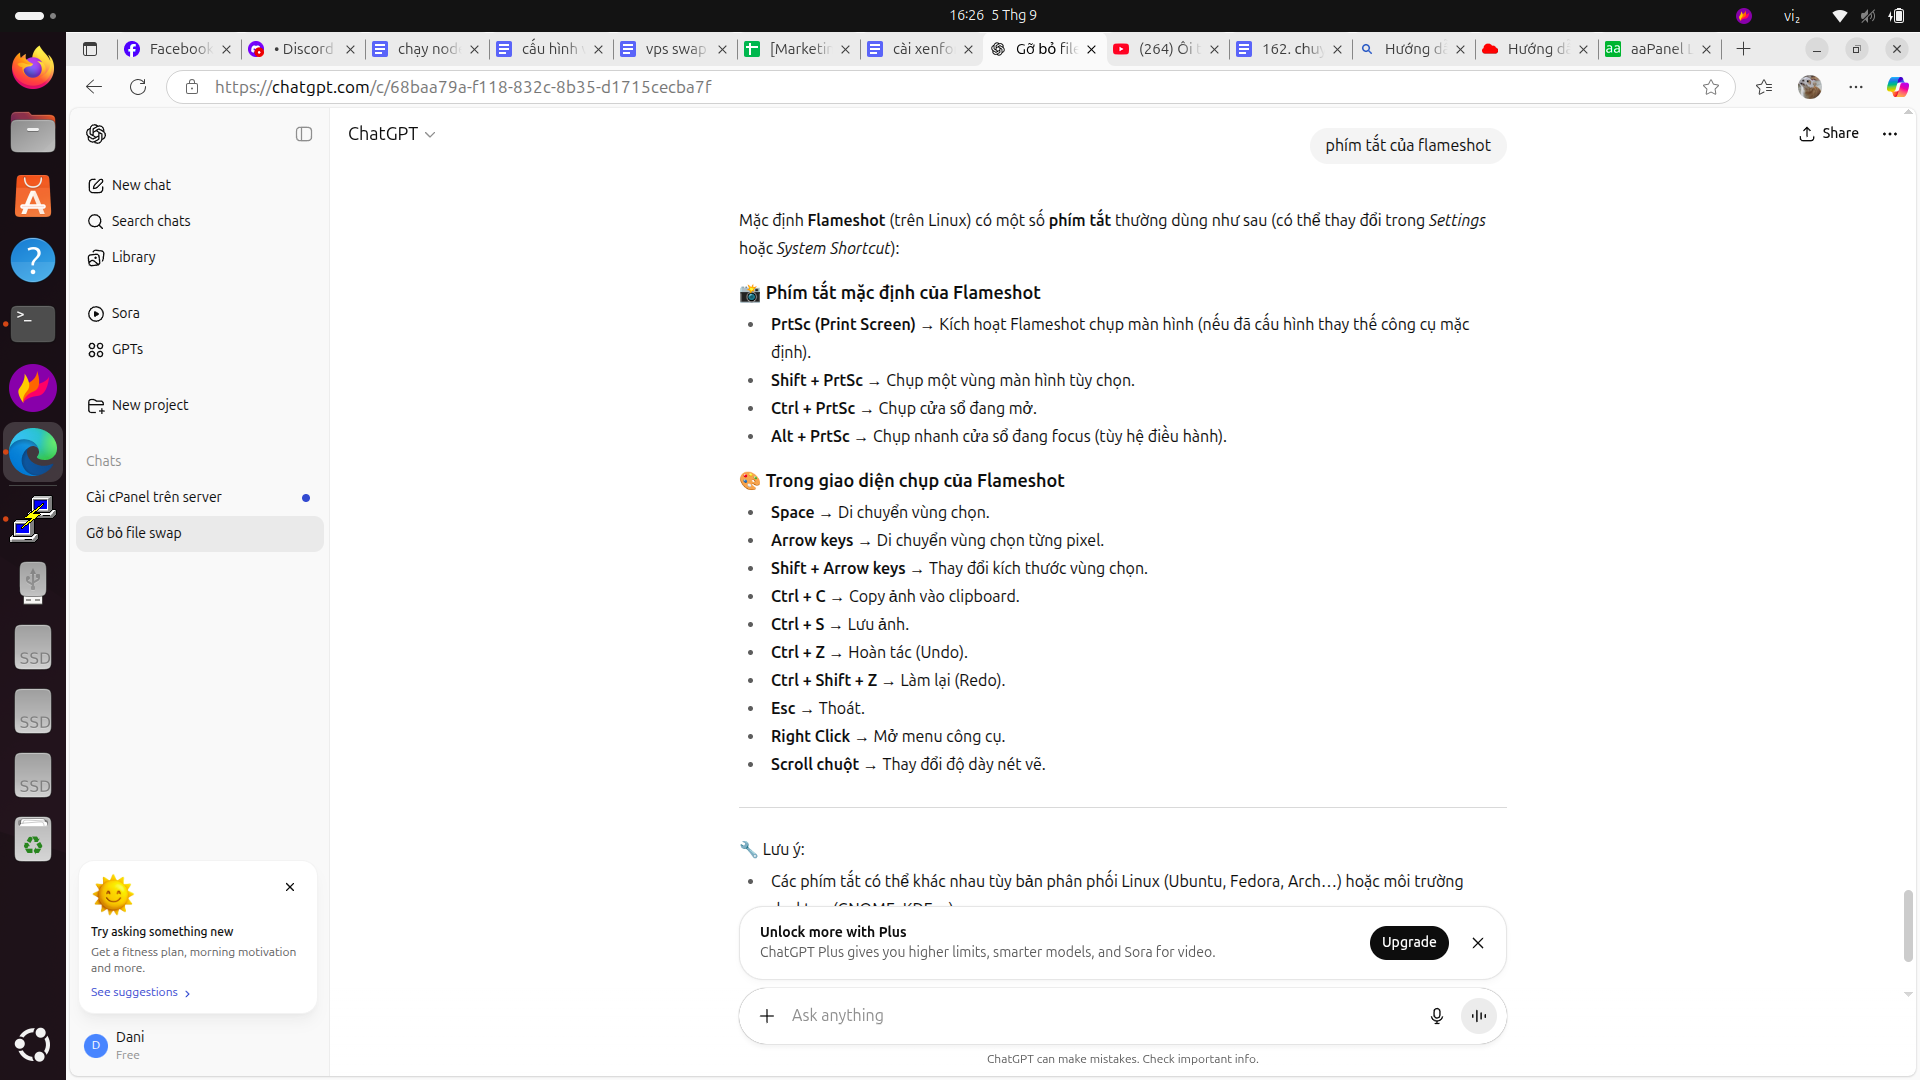 16:26 5 Thg 9
vi₂
Facebook
• Discord
chạy nod
cấu hình v
vps swap
[Marketin
cài xenfo
Gỡ bỏ file
(264) Ôi t
162. chuy
Hướng dẫ
Hướng dẫ
aaPanel L
https://chatgpt.com/c/68baa79a-f118-832c-8b35-d1715cecba7f
ChatGPT
Share
New chat
Search chats
Library
Sora
GPTs
New project
Chats
Cài cPanel trên server
Gỡ bỏ file swap
SSD
SSD
SSD
Try asking something new
Get a fitness plan, morning motivation
and more.
See suggestions
D
Dani
Free
phím tắt của flameshot
Mặc định Flameshot (trên Linux) có một số phím tắt thường dùng như sau (có thể thay đổi trong Settings
hoặc System Shortcut):
Phím tắt mặc định của Flameshot
• PrtSc (Print Screen) → Kích hoạt Flameshot chụp màn hình (nếu đã cấu hình thay thế công cụ mặc
định).
• Shift + PrtSc → Chụp một vùng màn hình tùy chọn.
• Ctrl + PrtSc → Chụp cửa sổ đang mở.
• Alt + PrtSc → Chụp nhanh cửa sổ đang focus (tùy hệ điều hành).
Trong giao diện chụp của Flameshot
• Space → Di chuyển vùng chọn.
• Arrow keys → Di chuyển vùng chọn từng pixel.
• Shift + Arrow keys → Thay đổi kích thước vùng chọn.
• Ctrl + C → Copy ảnh vào clipboard.
• Ctrl + S → Lưu ảnh.
• Ctrl + Z → Hoàn tác (Undo).
• Ctrl + Shift + Z → Làm lại (Redo).
• Esc → Thoát.
• Right Click → Mở menu công cụ.
• Scroll chuột → Thay đổi độ dày nét vẽ.
Lưu ý:
• Các phím tắt có thể khác nhau tùy bản phân phối Linux (Ubuntu, Fedora, Arch…) hoặc môi trường
Unlock more with Plus
ChatGPT Plus gives you higher limits, smarter models, and Sora for video.
Upgrade
Ask anything
ChatGPT can make mistakes. Check important info.